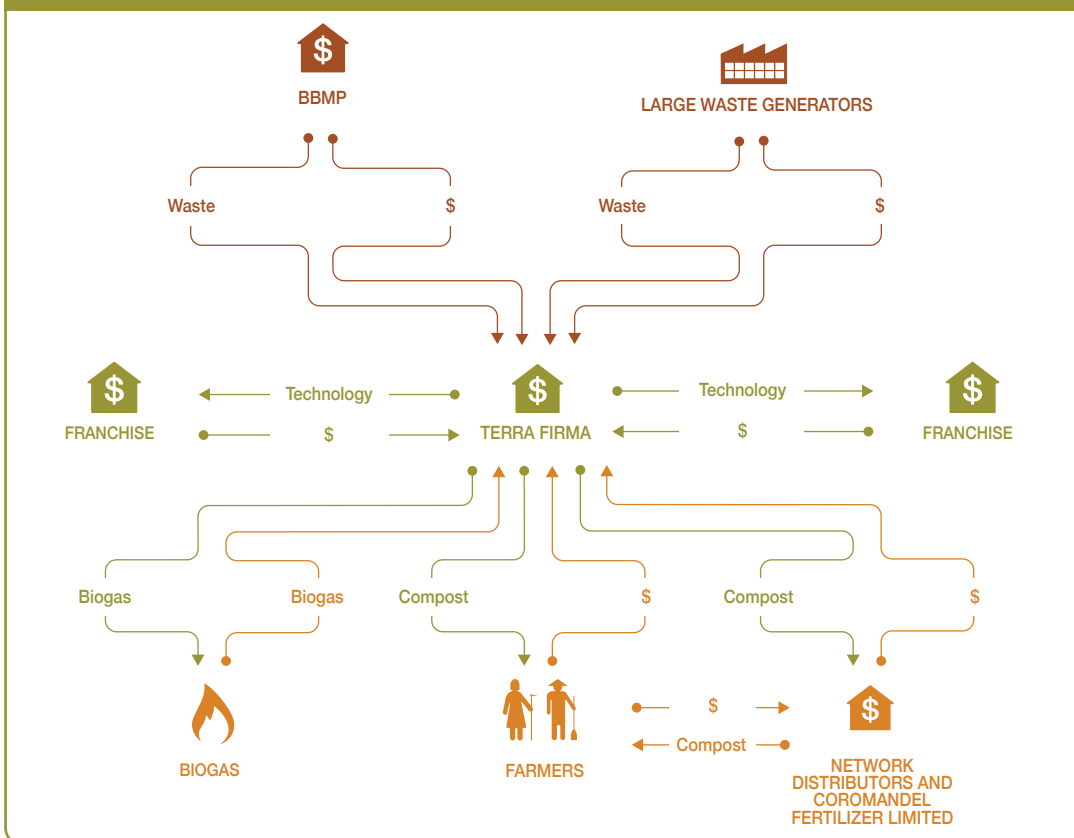 $
BBMP
LARGE WASTE GENERATORS
Waste
$
Waste
$
$
Technology
$
Technology
$
FRANCHISE
$
TERRA FIRMA
$
FRANCHISE
Biogas
Biogas
Compost
$
Compost
$
$
Compost
$
BIOGAS
FARMERS
NETWORK
DISTRIBUTORS AND
COROMANDEL
FERTILIZER LIMITED